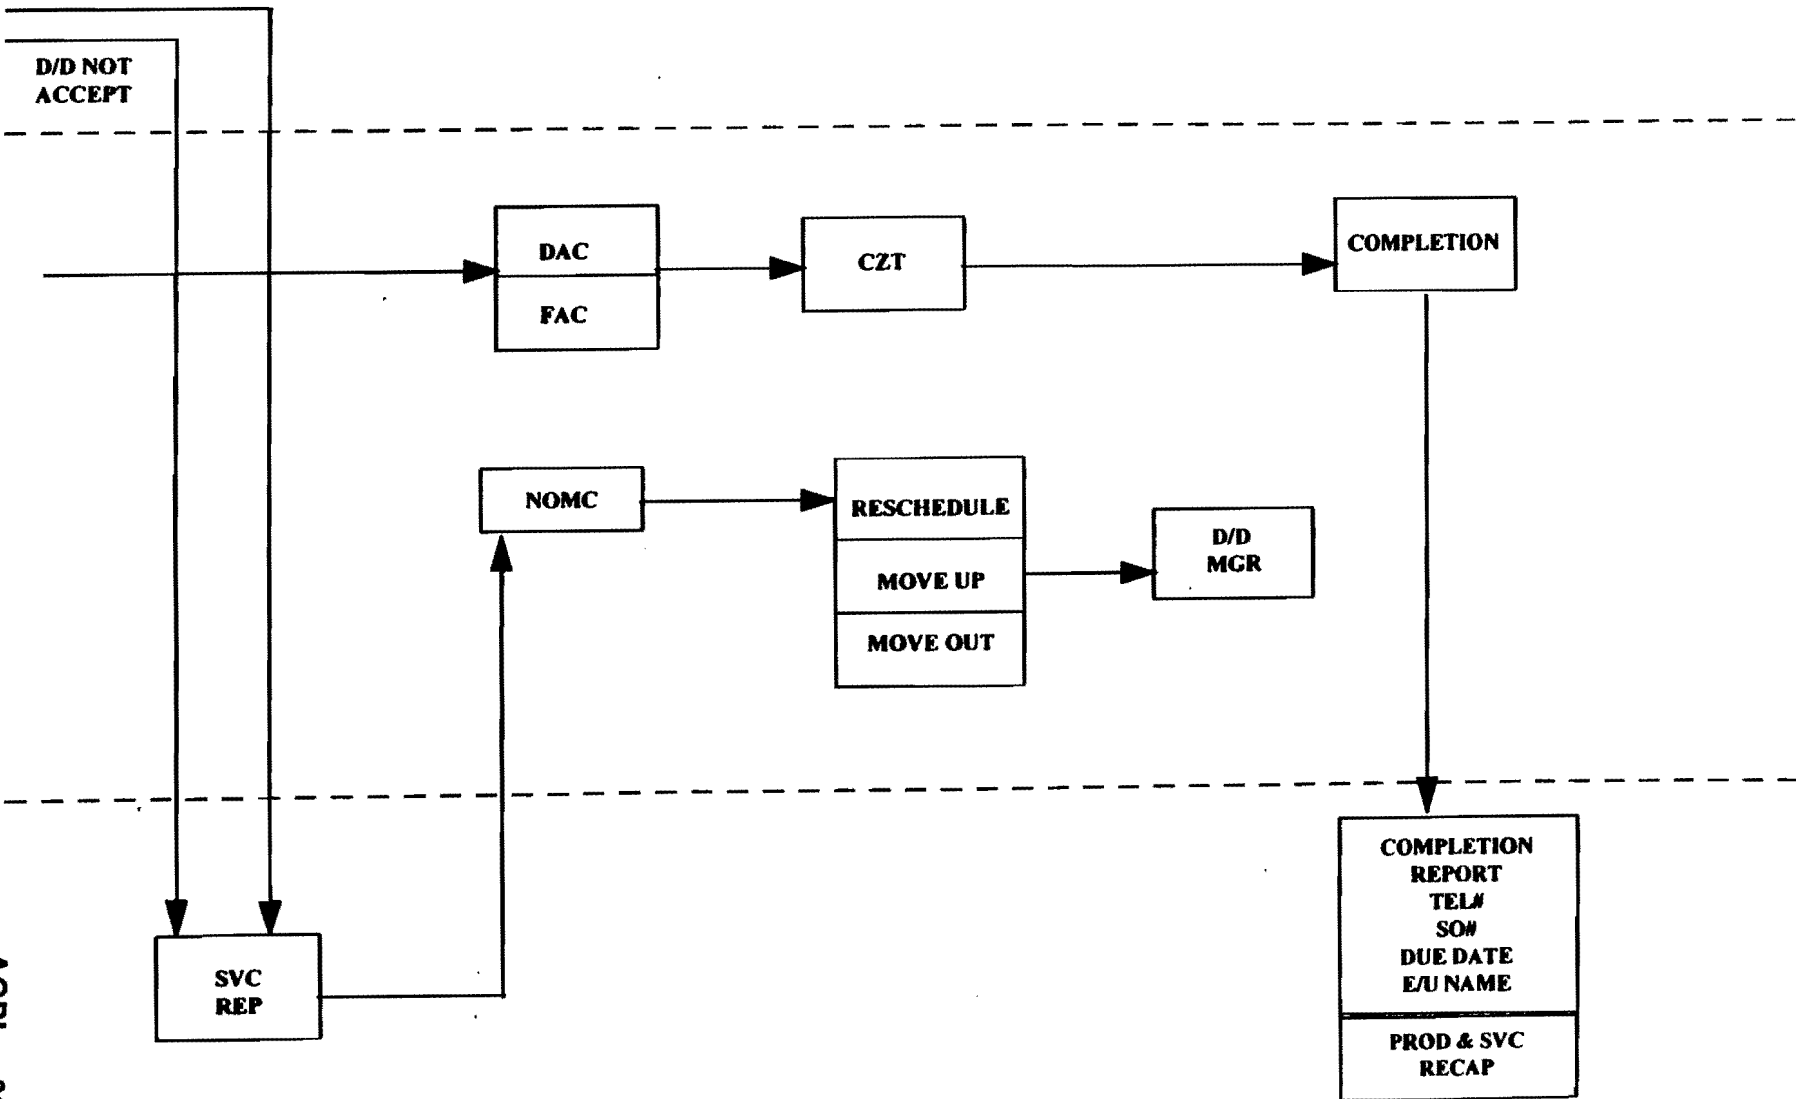 D/D NOT
ACCEPT
DAC
FAC
CZT
COMPLETION
NOMC
RESCHEDULE
MOVE UP
MOVE OUT
D/D
MGR
SVC
REP
COMPLETION
REPORT
TEL#
SO#
DUE DATE
E/U NAME
PROD & SVC
RECAP